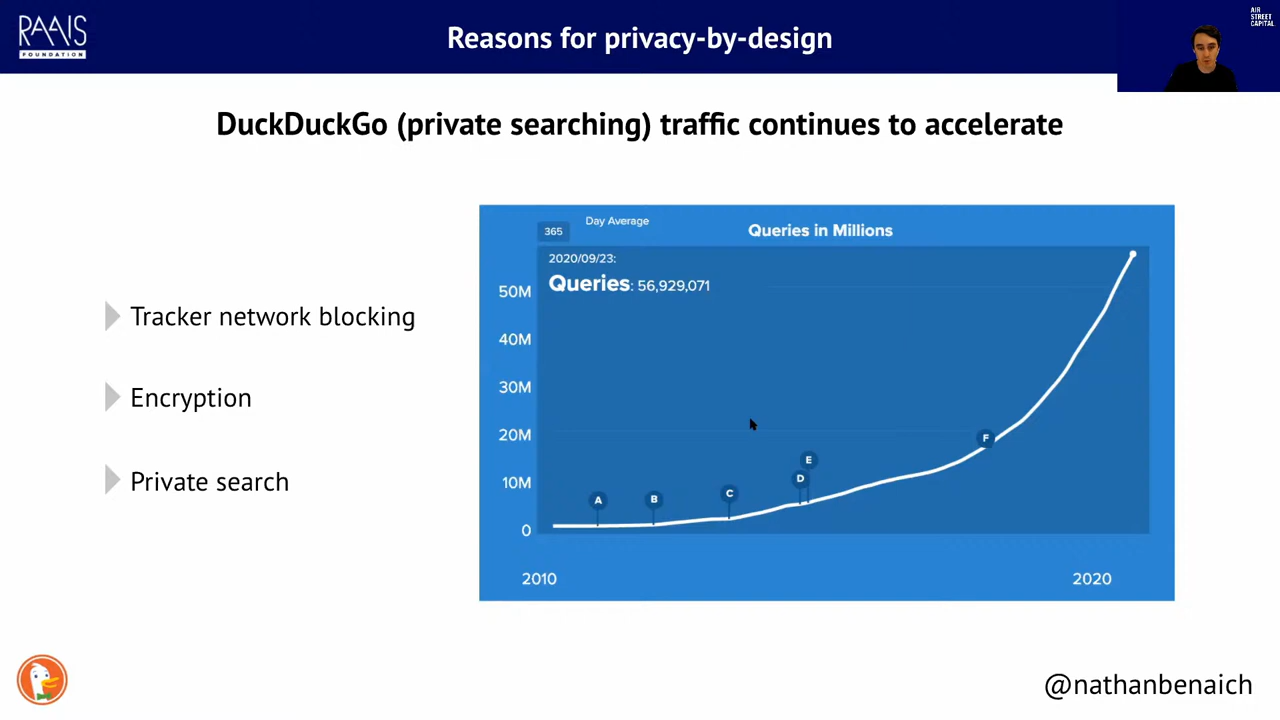 RAAIS
FOUNDATION
Reasons for privacy-by-design
AIR
STREET
CAPITAL
DuckDuckGo (private searching) traffic continues to accelerate
Tracker network blocking
Encryption
Private search
365
Day Average
Queries in Millions
2020/09/23:
Queries: 56,929,071
50M
40M
30M
20M
10M
0
A
B
C
D
E
F
2010
2020
@nathanbenaich